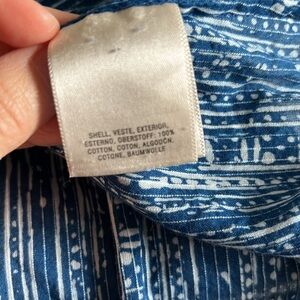 SHELL, VESTE, EXTERIOR,
ESTERNO, OBERSTOFF: 100%
COTTON, COTON, ALGODÓN,
COTONE, BAUMWOLLE